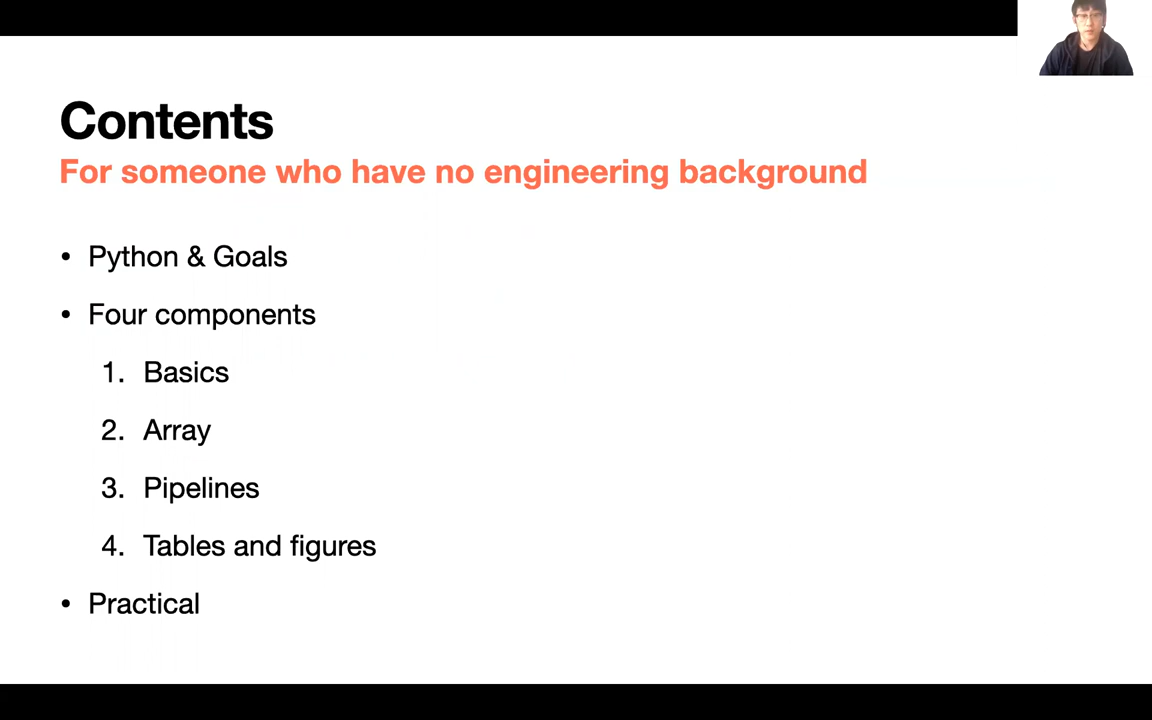 Contents
For someone who have no engineering background
• Python & Goals
• Four components
1. Basics
2. Array
3. Pipelines
4. Tables and figures
• Practical